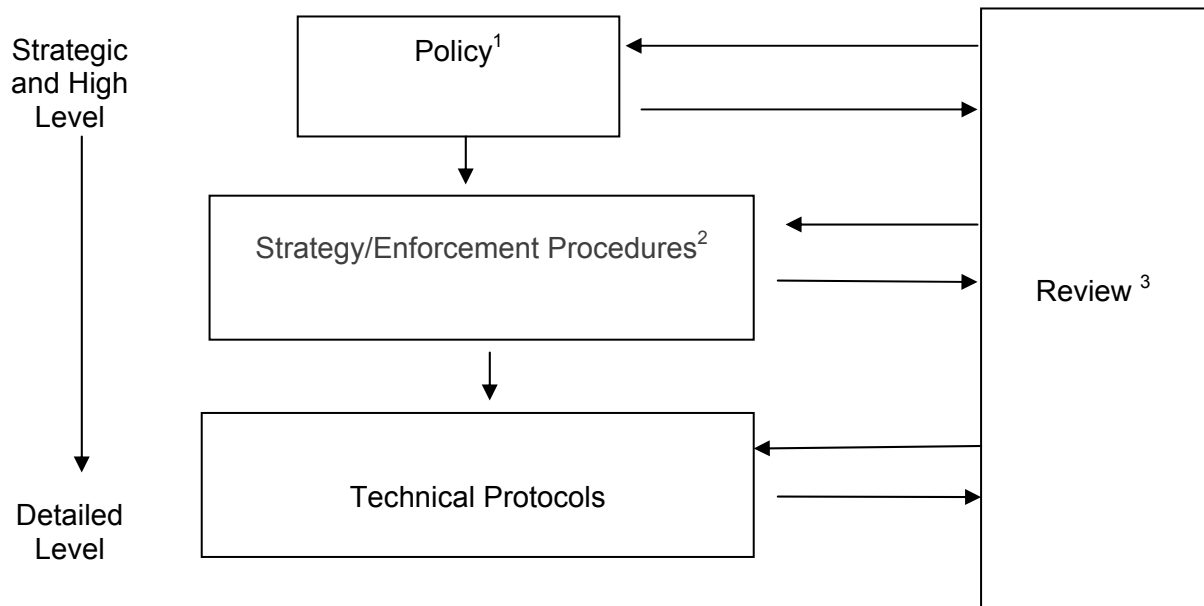 Strategic
and High
Level
Policy¹
Strategy/Enforcement Procedures²
Review ³
Technical Protocols
Detailed
Level